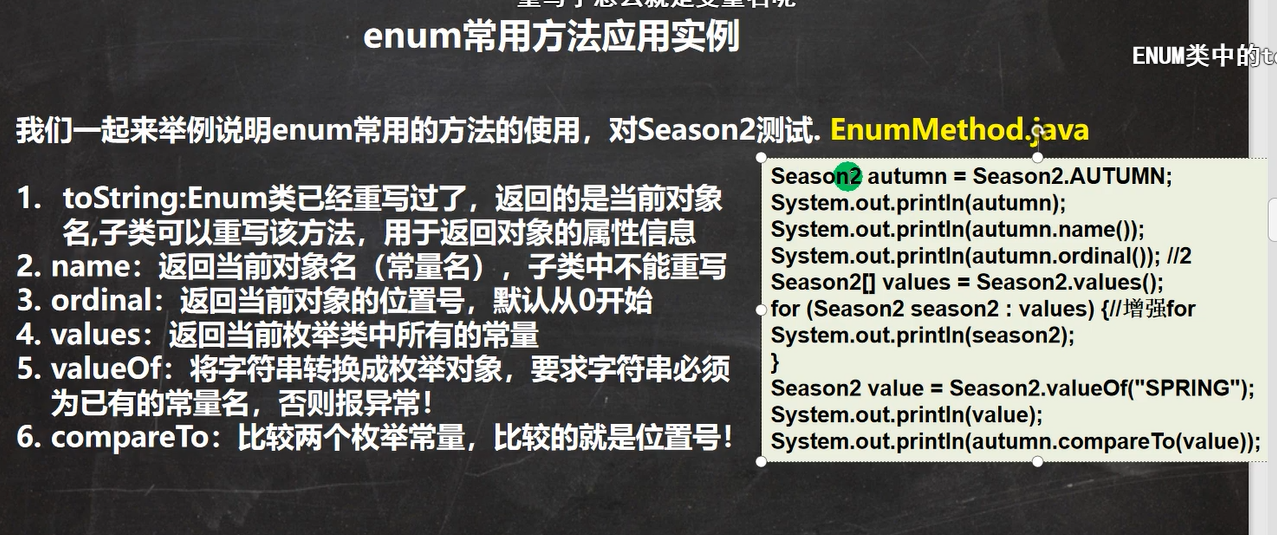 enum常用方法应用实例
ENUM类中的to
我们一起来举例说明enum常用的方法的使用，对Season2测试. EnumMethod.java
1. toString:Enum类已经重写过了，返回的是当前对象
名,子类可以重写该方法，用于返回对象的属性信息
2. name：返回当前对象名（常量名），子类中不能重写
3. ordinal：返回当前对象的位置号，默认从0开始
4. values：返回当前枚举类中所有的常量
5. valueOf：将字符串转换成枚举对象，要求字符串必须
为已有的常量名，否则报异常！
6. compareTo：比较两个枚举常量，比较的就是位置号！
Season2 autumn = Season2.AUTUMN;
System.out.println(autumn);
System.out.println(autumn.name());
System.out.println(autumn.ordinal()); //2
Season2[] values = Season2.values();
for (Season2 season2 : values) {//增强for
System.out.println(season2);
}
Season2 value = Season2.valueOf("SPRING");
System.out.println(value);
System.out.println(autumn.compareTo(value));